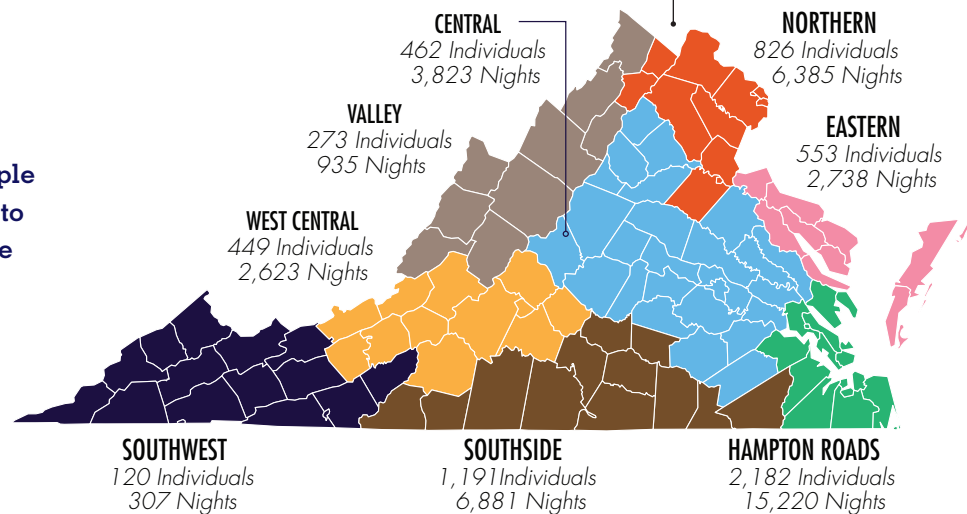 CENTRAL
462 Individuals
3,823 Nights
NORTHERN
826 Individuals
6,385 Nights
VALLEY
273 Individuals
935 Nights
EASTERN
553 Individuals
2,738 Nights
ple
to
e
WEST CENTRAL
449 Individuals
2,623 Nights
SOUTHWEST
120 Individuals
307 Nights
SOUTHSIDE
1,191Individuals
6,881 Nights
HAMPTON ROADS
2,182 Individuals
15,220 Nights